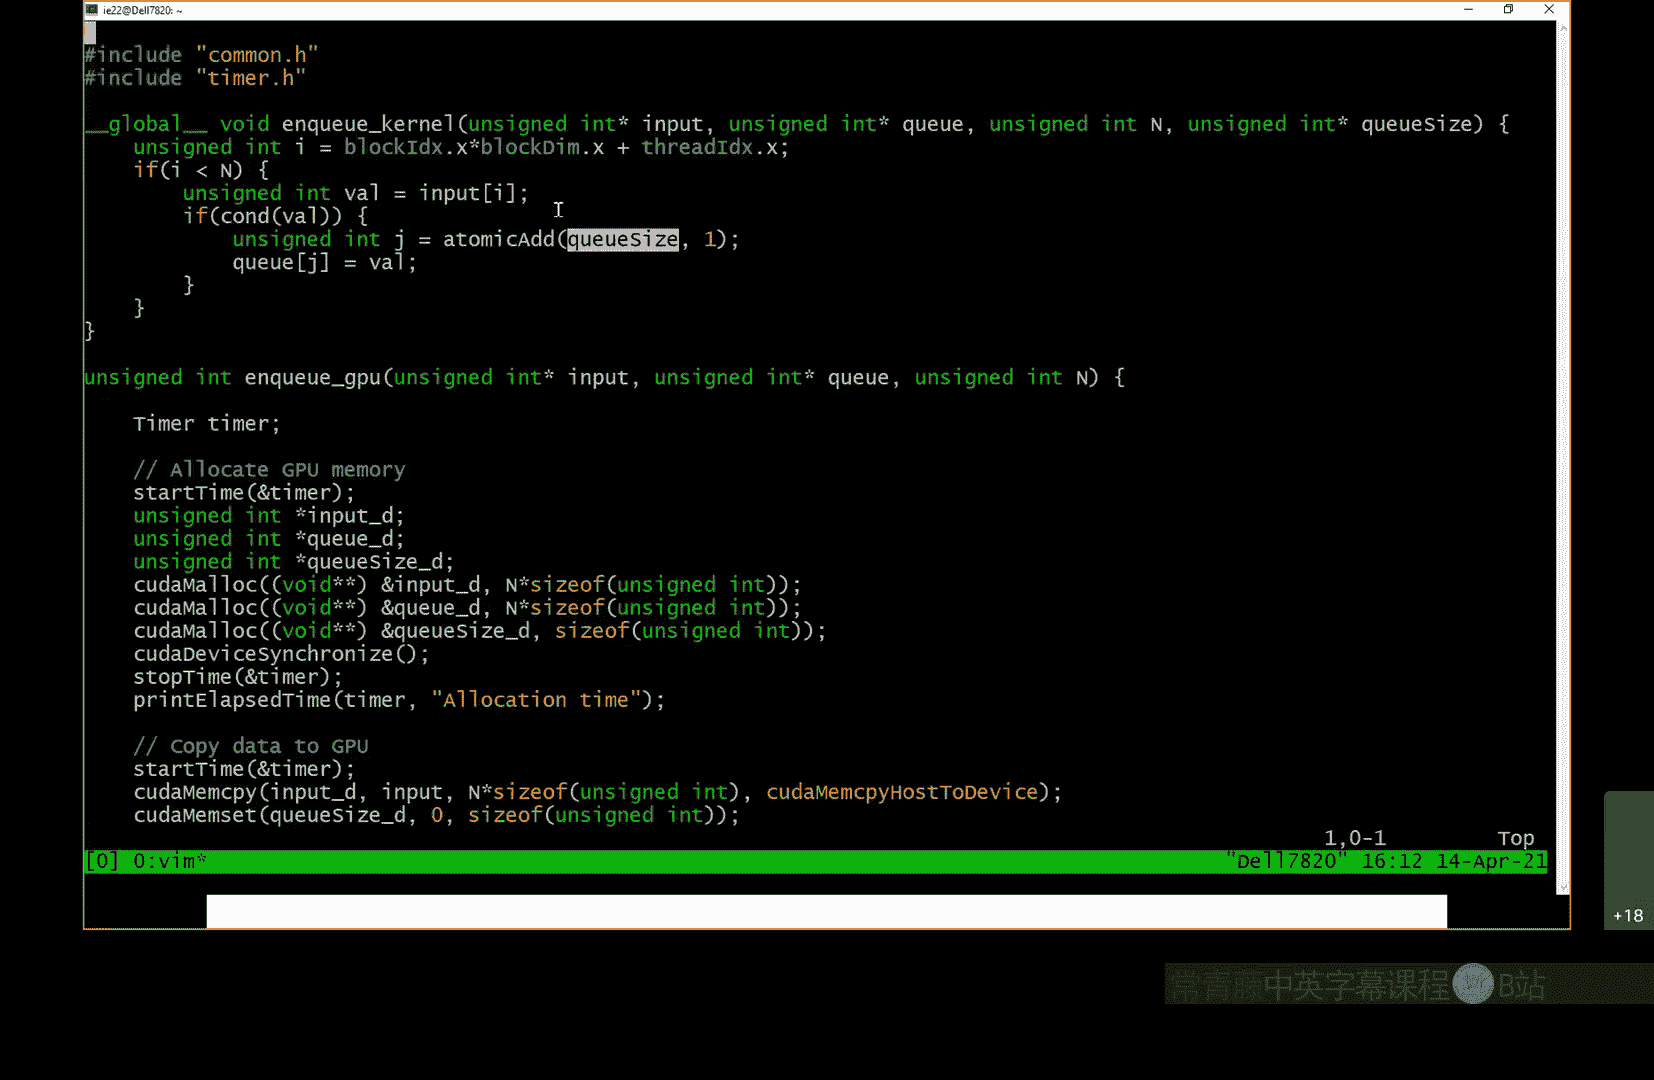 ie22@Dell7820: ~
#include "common.h"
#include "timer.h"
__global__ void enqueue_kernel(unsigned int* input, unsigned int* queue, unsigned int N, unsigned int* queueSize) {
    unsigned int i = blockIdx.x*blockDim.x + threadIdx.x;
    if(i < N) {
        unsigned int val = input[i];
        if(cond(val)) {
            unsigned int j = atomicAdd(queueSize, 1);
            queue[j] = val;
        }
    }
}
unsigned int enqueue_gpu(unsigned int* input, unsigned int* queue, unsigned int N) {
    Timer timer;
    // Allocate GPU memory
    startTime(&timer);
    unsigned int *input_d;
    unsigned int *queue_d;
    unsigned int *queueSize_d;
    cudaMalloc((void**) &input_d, N*sizeof(unsigned int));
    cudaMalloc((void**) &queue_d, N*sizeof(unsigned int));
    cudaMalloc((void**) &queueSize_d, sizeof(unsigned int));
    cudaDeviceSynchronize();
    stopTime(&timer);
    printElapsedTime(timer, "Allocation time");
    // Copy data to GPU
    startTime(&timer);
    cudaMemcpy(input_d, input, N*sizeof(unsigned int), cudaMemcpyHostToDevice);
    cudaMemset(queueSize_d, 0, sizeof(unsigned int));
1,0-1 Top
[0] 0:vim* "Dell7820" 16:12 14-Apr-21
+18
常青藤中英字幕课程 B站